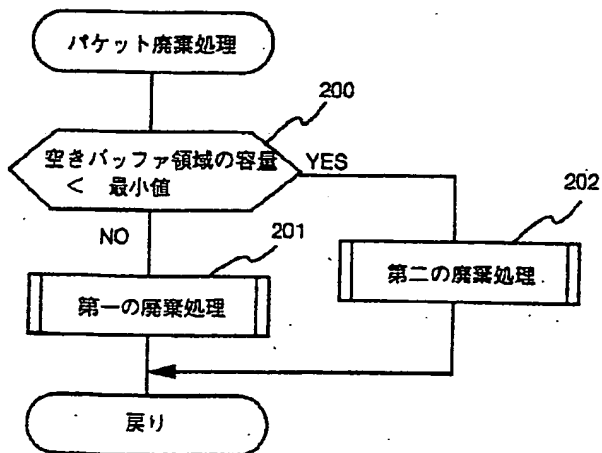 パケット廃棄処理
200
空きバッファ領域の容量
< 最小値
YES
NO
201
202
第一の廃棄処理
第二の廃棄処理
戻り